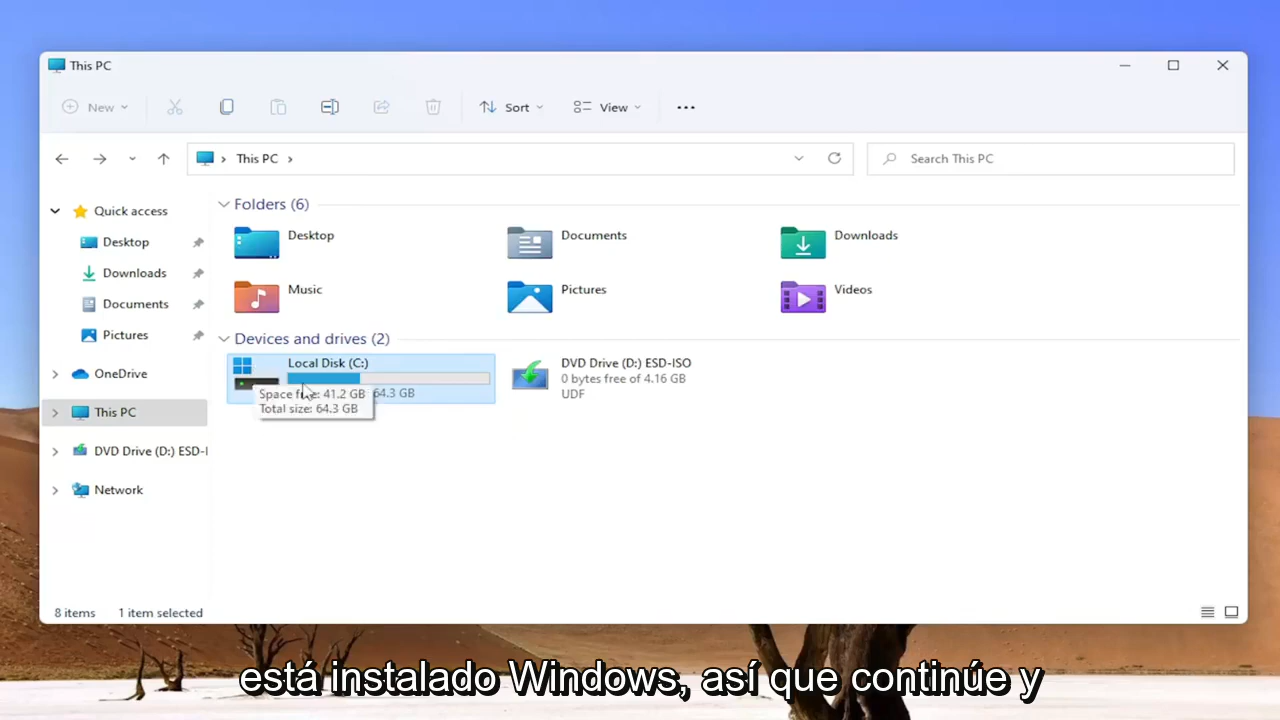 This PC
New
Sort
View
This PC
Search This PC
Quick access
Desktop
Downloads
Documents
Pictures
OneDrive
This PC
DVD Drive (D:) ESD-I
Network
Folders (6)
Desktop
Documents
Downloads
Music
Pictures
Videos
Devices and drives (2)
Local Disk (C:)
64.3 GB
Space free: 41.2 GB
Total size: 64.3 GB
DVD Drive (D:) ESD-ISO
0 bytes free of 4.16 GB
UDF
8 items
1 item selected
está instalado Windows, así que continúe y